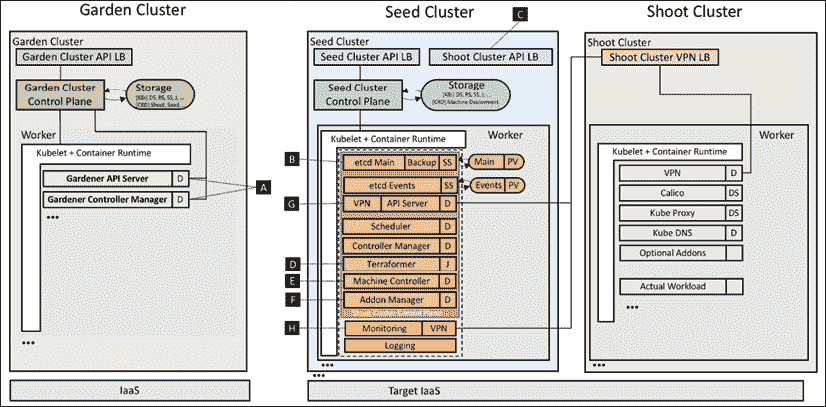 Garden Cluster
Seed Cluster
Shoot Cluster
C
Garden Cluster
Garden Cluster API LB
Garden Cluster
Control Plane
Storage
[K8s] DS, RS, SS, J, ...
[CRD] Shoot, Seed, ...
Worker
Kubelet + Container Runtime
Gardener API Server D
Gardener Controller Manager D
•••
A
•••
IaaS
Seed Cluster
Seed Cluster API LB
Shoot Cluster API LB
Seed Cluster
Control Plane
Storage
[K8s] DS, RS, SS, J, ...
[CRD] Machine Deployment
Kubelet + Container Runtime
Worker
B
etcd Main Backup SS
Main PV
etcd Events SS
Events PV
G
VPN API Server D
Scheduler D
Controller Manager D
D
Terraformer J
E
Machine Controller D
F
Addon Manager D
H
Monitoring VPN
Logging
•••
•••
Target IaaS
Shoot Cluster
Shoot Cluster VPN LB
Worker
Kubelet + Container Runtime
VPN D
Calico DS
Kube Proxy DS
Kube DNS D
Optional Addons
Actual Workload
•••
•••